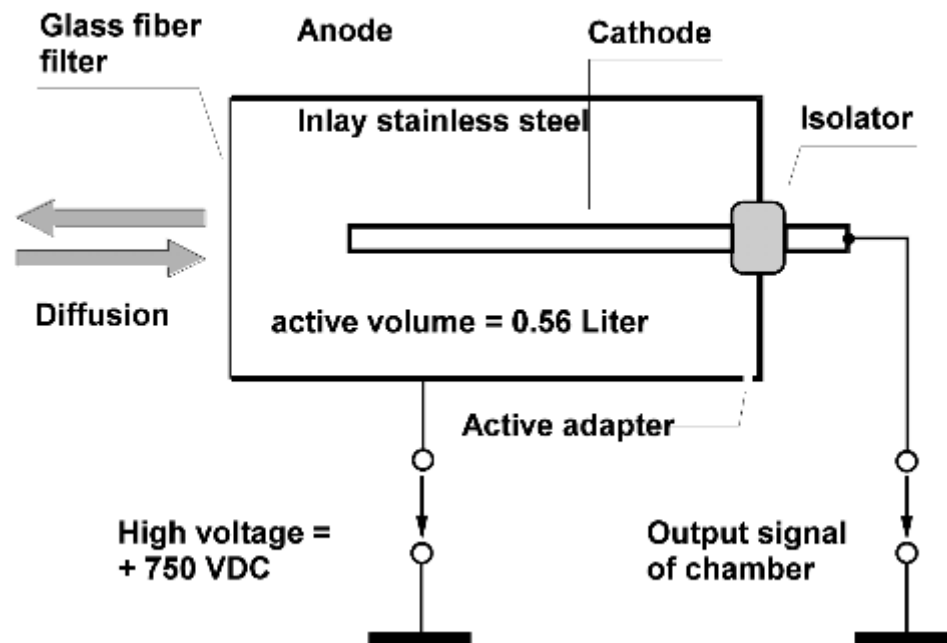 Glass fiber
filter
Anode
Cathode
Inlay stainless steel
Isolator
Diffusion
active volume = 0.56 Liter
Active adapter
High voltage =
+ 750 VDC
Output signal
of chamber